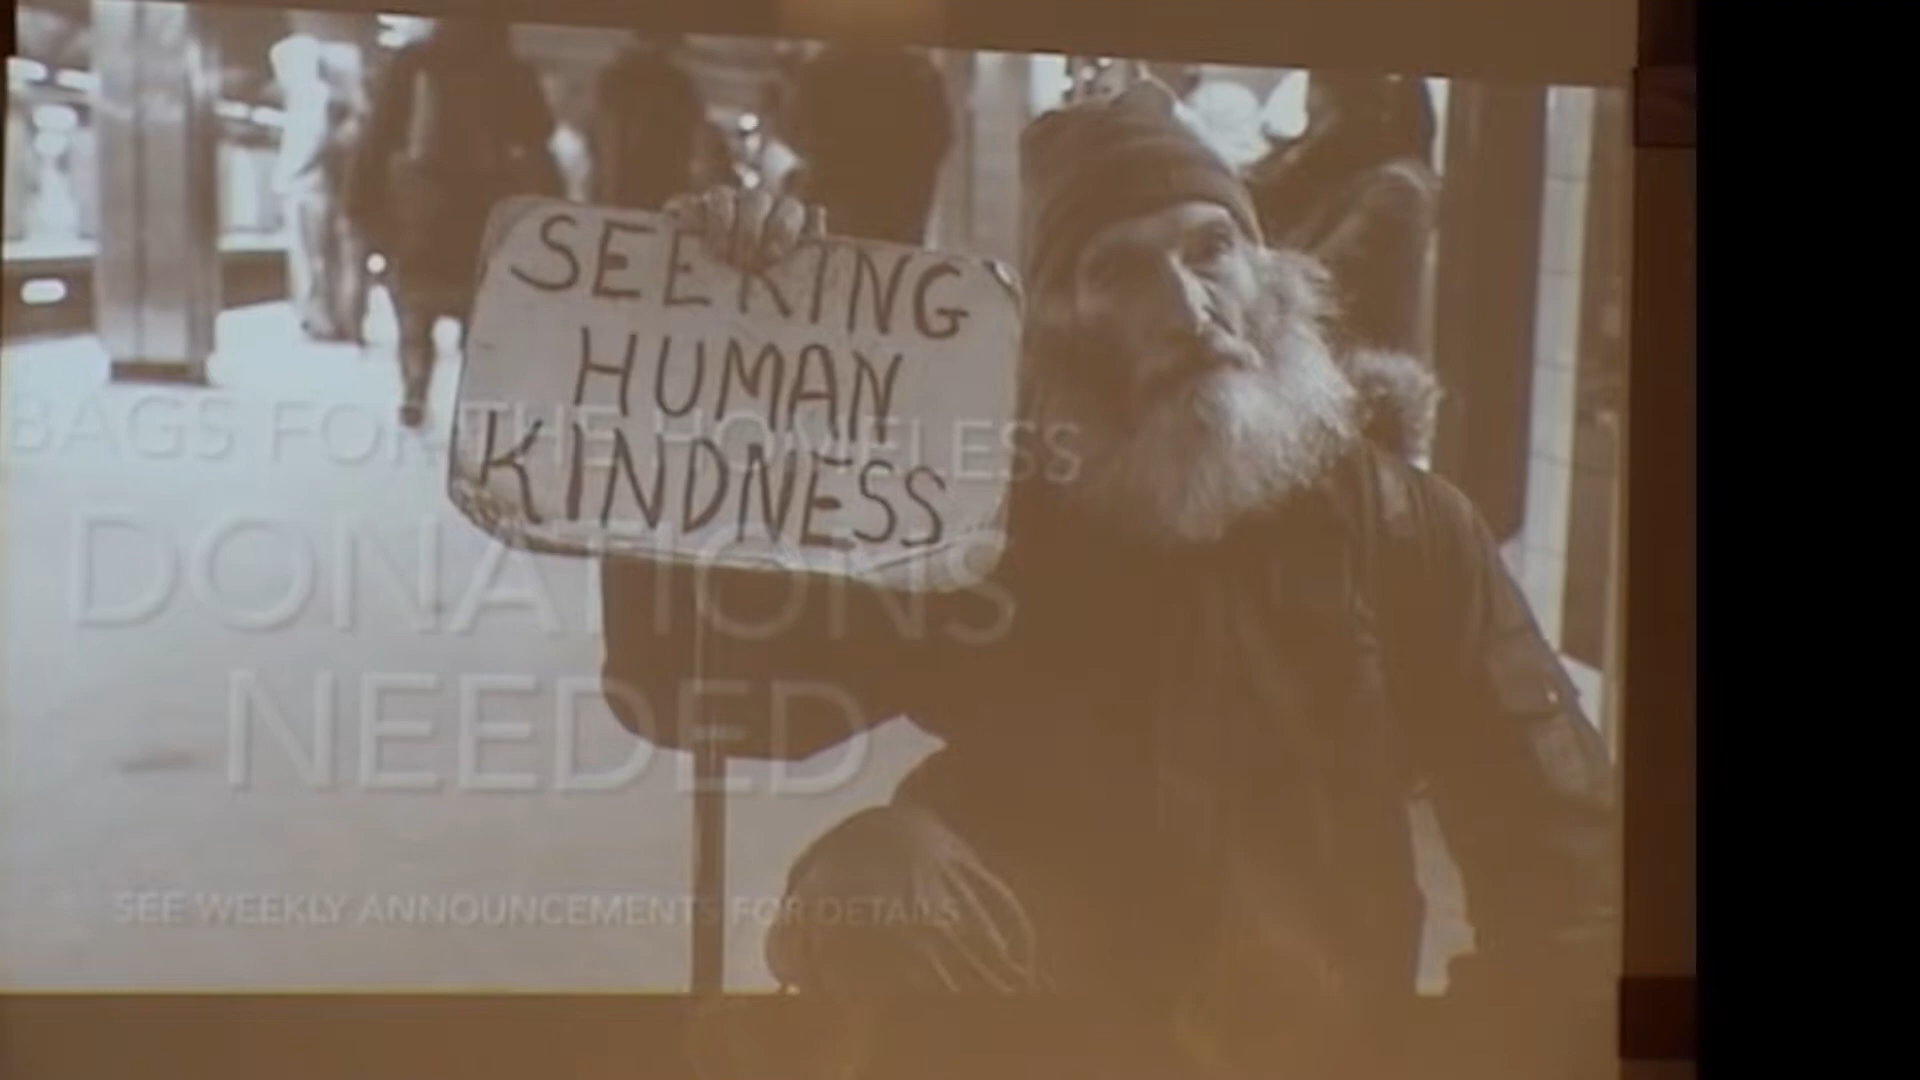 SEEKING
HUMAN
KINDNESS
BAGS FOR THE HOMELESS
DONATIONS
NEEDED
SEE WEEKLY ANNOUNCEMENTS FOR DETAILS